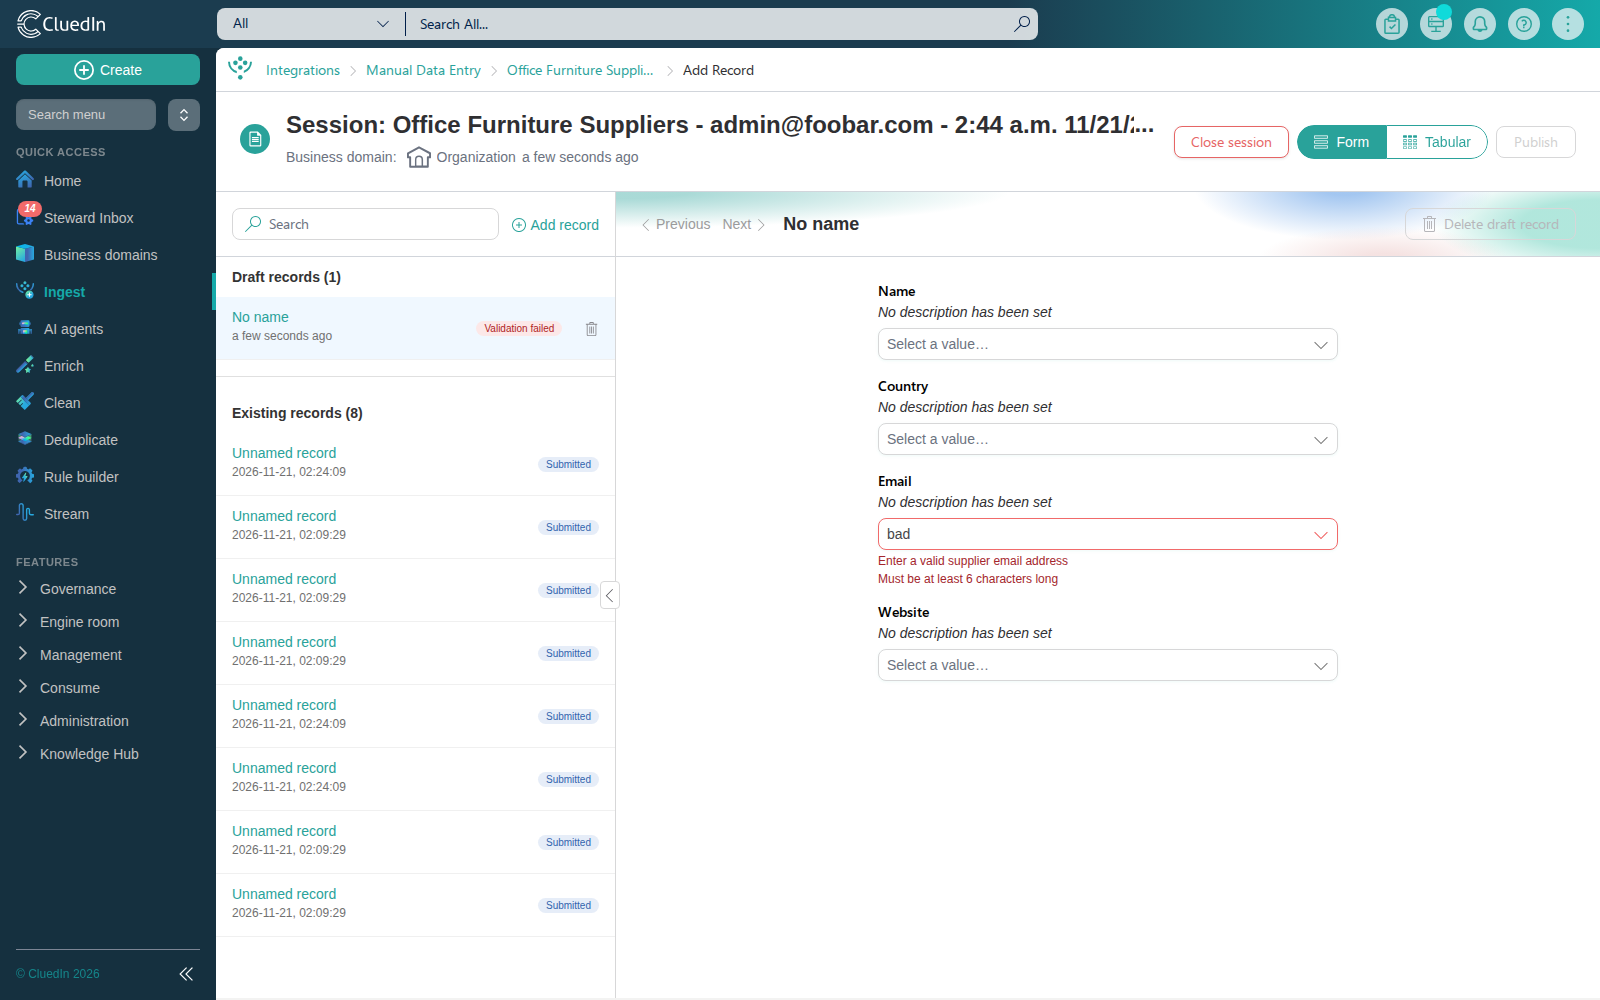 CluedIn
All
Search All...
Create
Search menu
QUICK ACCESS
Home
14
Steward Inbox
Business domains
Ingest
AI agents
Enrich
Clean
Deduplicate
Rule builder
Stream
FEATURES
Governance
Engine room
Management
Consume
Administration
Knowledge Hub
© CluedIn 2026
Integrations
Manual Data Entry
Office Furniture Suppli...
Add Record
Session: Office Furniture Suppliers - admin@foobar.com - 2:44 a.m. 11/21/...
Business domain: Organization a few seconds ago
Close session
Form
Tabular
Publish
Search
Add record
Draft records (1)
No name
a few seconds ago
Validation failed
Existing records (8)
Unnamed record
2026-11-21, 02:24:09
Submitted
Unnamed record
2026-11-21, 02:09:29
Submitted
Unnamed record
2026-11-21, 02:09:29
Submitted
Unnamed record
2026-11-21, 02:09:29
Submitted
Unnamed record
2026-11-21, 02:24:09
Submitted
Unnamed record
2026-11-21, 02:09:29
Submitted
Unnamed record
2026-11-21, 02:09:29
Submitted
Unnamed record
2026-11-21, 02:09:29
Submitted
Previous
Next
No name
Delete draft record
Name
No description has been set
Select a value...
Country
No description has been set
Select a value...
Email
No description has been set
bad
Enter a valid supplier email address
Must be at least 6 characters long
Website
No description has been set
Select a value...